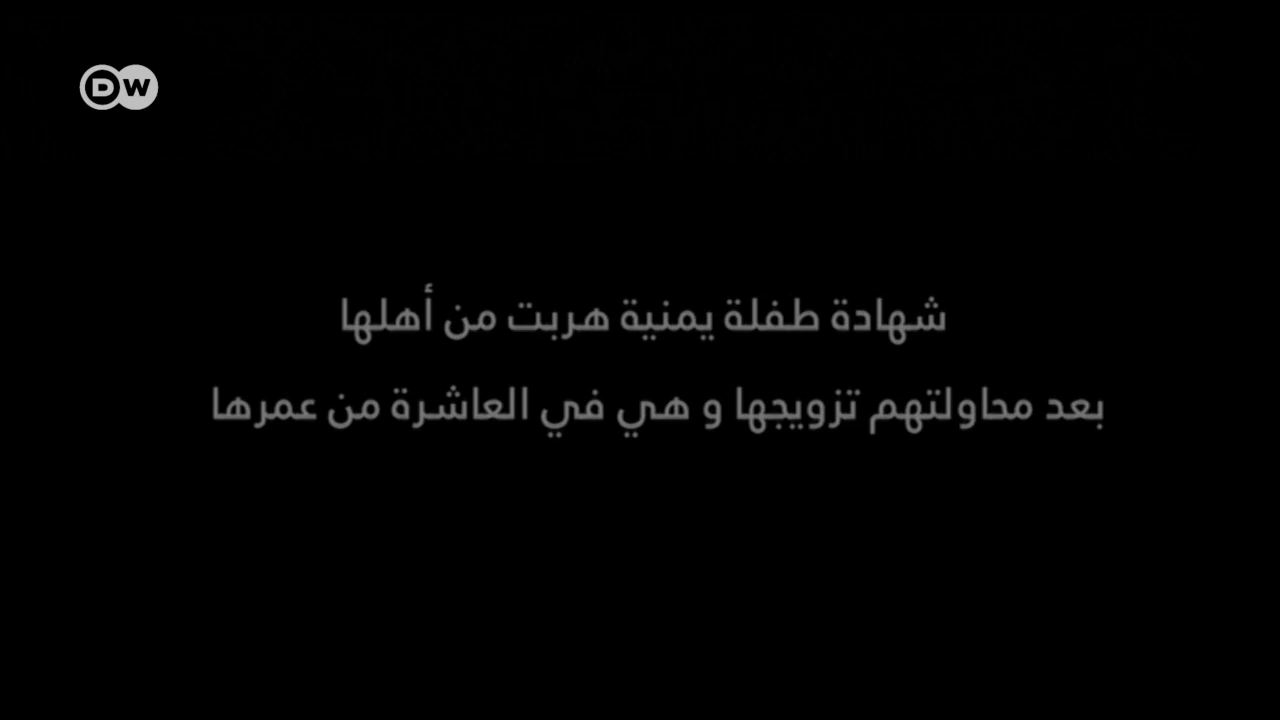 DW
شهادة طفلة يمنية هربت من أهلها
بعد محاولتهم تزويجها و هي في العاشرة من عمرها